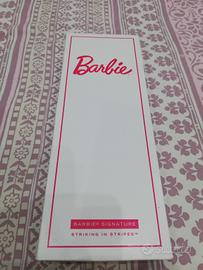 Barbie
BARBIE® SIGNATURE
STRIKING IN STRIPES™